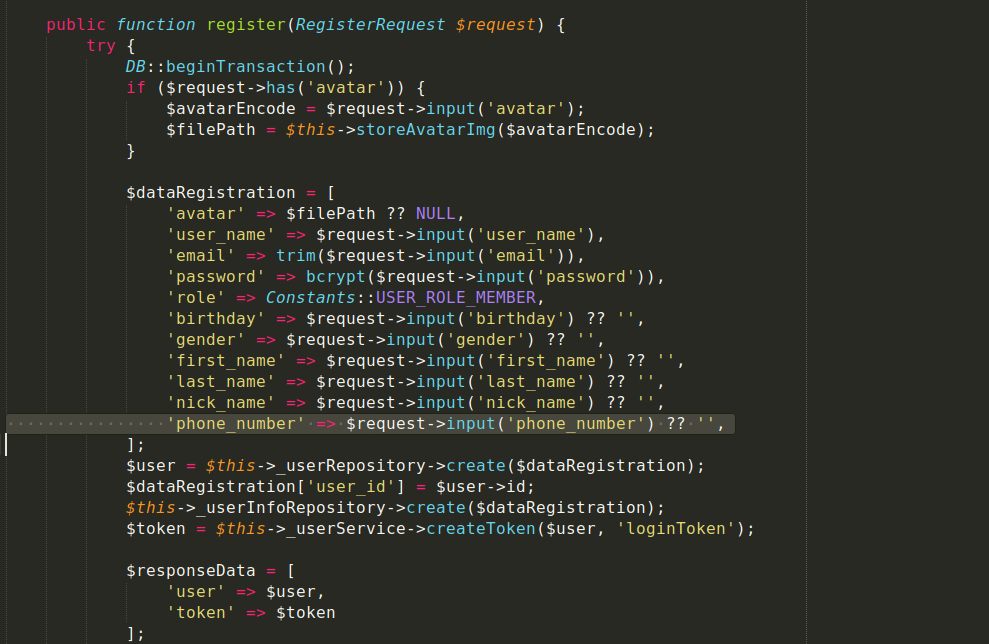 public function register(RegisterRequest $request) {
try {
DB::beginTransaction();
if ($request->has('avatar')) {
$avatarEncode = $request->input('avatar');
$filePath = $this->storeAvatarImg($avatarEncode);
}
$dataRegistration = [
'avatar' => $filePath ?? NULL,
'user_name' => $request->input('user_name'),
'email' => trim($request->input('email')),
'password' => bcrypt($request->input('password')),
'role' => Constants::USER_ROLE_MEMBER,
'birthday' => $request->input('birthday') ?? '',
'gender' => $request->input('gender') ?? '',
'first_name' => $request->input('first_name') ?? '',
'last_name' => $request->input('last_name') ?? '',
'nick_name' => $request->input('nick_name') ?? '',
'phone_number' => $request->input('phone_number') ?? '',
];
$user = $this->_userRepository->create($dataRegistration);
$dataRegistration['user_id'] = $user->id;
$this->_userInfoRepository->create($dataRegistration);
$token = $this->_userService->createToken($user, 'loginToken');
$responseData = [
'user' => $user,
'token' => $token
];